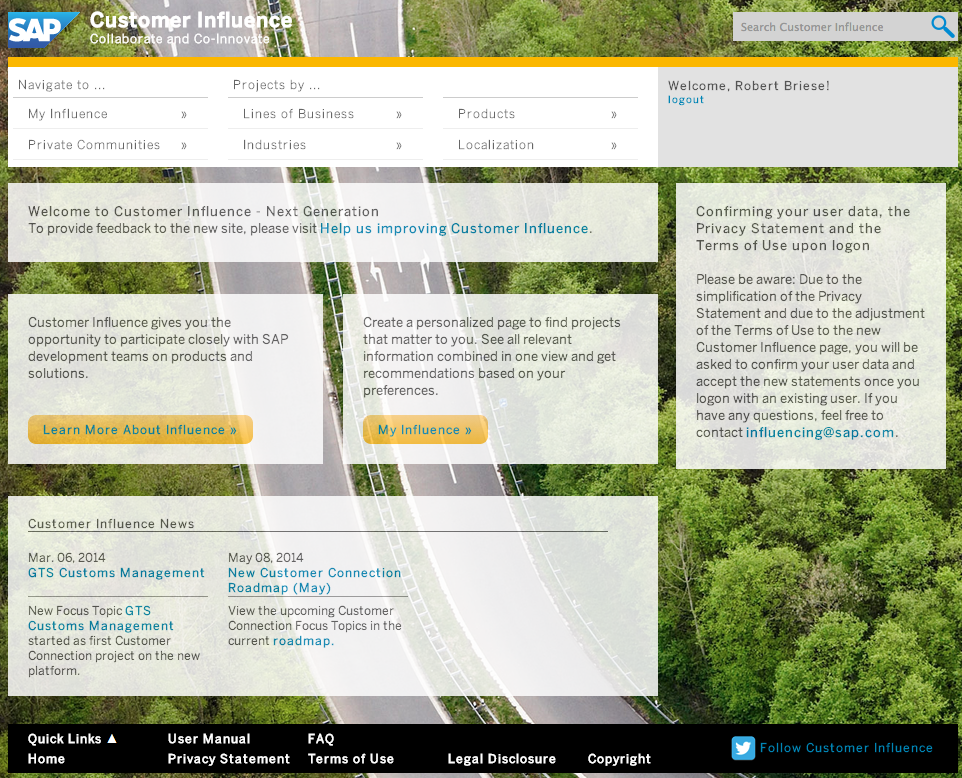 SAP
Customer Influence
Collaborate and Co-Innovate
Search Customer Influence
Navigate to ...
My Influence »
Private Communities »
Projects by ...
Lines of Business »
Industries »
Products »
Localization »
Welcome, Robert Briese!
logout
Welcome to Customer Influence - Next Generation
To provide feedback to the new site, please visit Help us improving Customer Influence.
Customer Influence gives you the
opportunity to participate closely with SAP
development teams on products and
solutions.
Learn More About Influence »
Create a personalized page to find projects
that matter to you. See all relevant
information combined in one view and get
recommendations based on your
preferences.
My Influence »
Confirming your user data, the
Privacy Statement and the
Terms of Use upon logon
Please be aware: Due to the
simplification of the Privacy
Statement and due to the adjustment
of the Terms of Use to the new
Customer Influence page, you will be
asked to confirm your user data and
accept the new statements once you
logon with an existing user. If you
have any questions, feel free to
contact influencing@sap.com.
Customer Influence News
Mar. 06, 2014
GTS Customs Management
New Focus Topic GTS
Customs Management
started as first Customer
Connection project on the new
platform.
May 08, 2014
New Customer Connection
Roadmap (May)
View the upcoming Customer
Connection Focus Topics in the
current roadmap.
Quick Links ▲
User Manual
FAQ
Home
Privacy Statement
Terms of Use
Legal Disclosure
Copyright
Follow Customer Influence